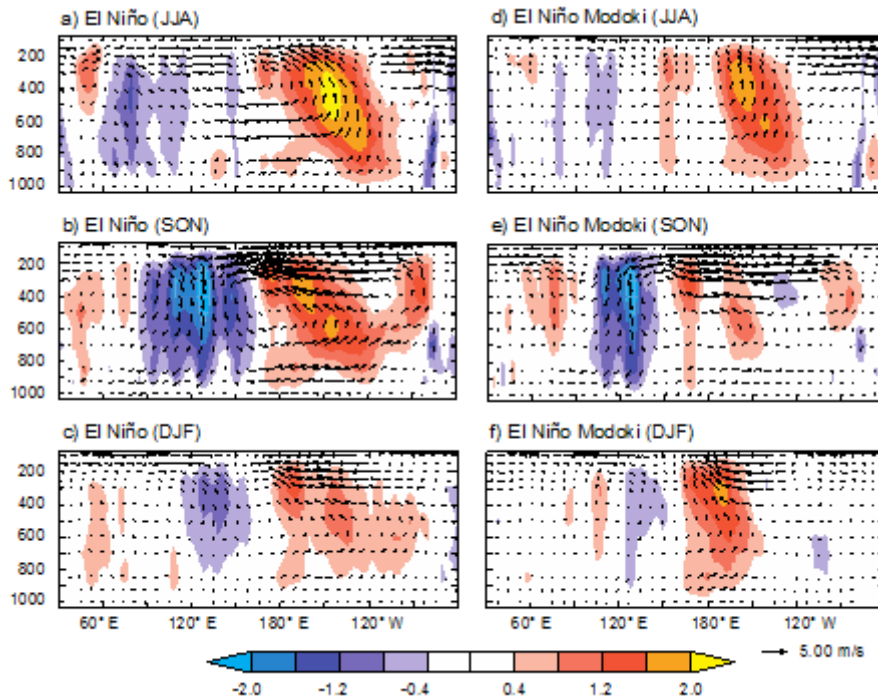 a) El Niño (JJA)
d) El Niño Modoki (JJA)
200
400
600
800
1000
b) El Niño (SON)
e) El Niño Modoki (SON)
200
400
600
800
1000
c) El Niño (DJF)
f) El Niño Modoki (DJF)
200
400
600
800
1000
60° E 120° E 180° E 120° W 60° E 120° E 180° E 120° W
5.00 m/s
-2.0 -1.2 -0.4 0.4 1.2 2.0